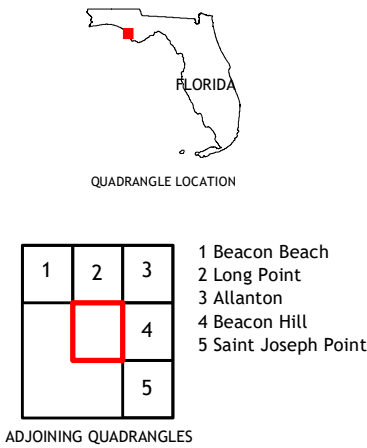 FLORIDA
QUADRANGLE LOCATION
1 2 3
4
5
1 Beacon Beach
2 Long Point
3 Allanton
4 Beacon Hill
5 Saint Joseph Point
ADJOINING QUADRANGLES